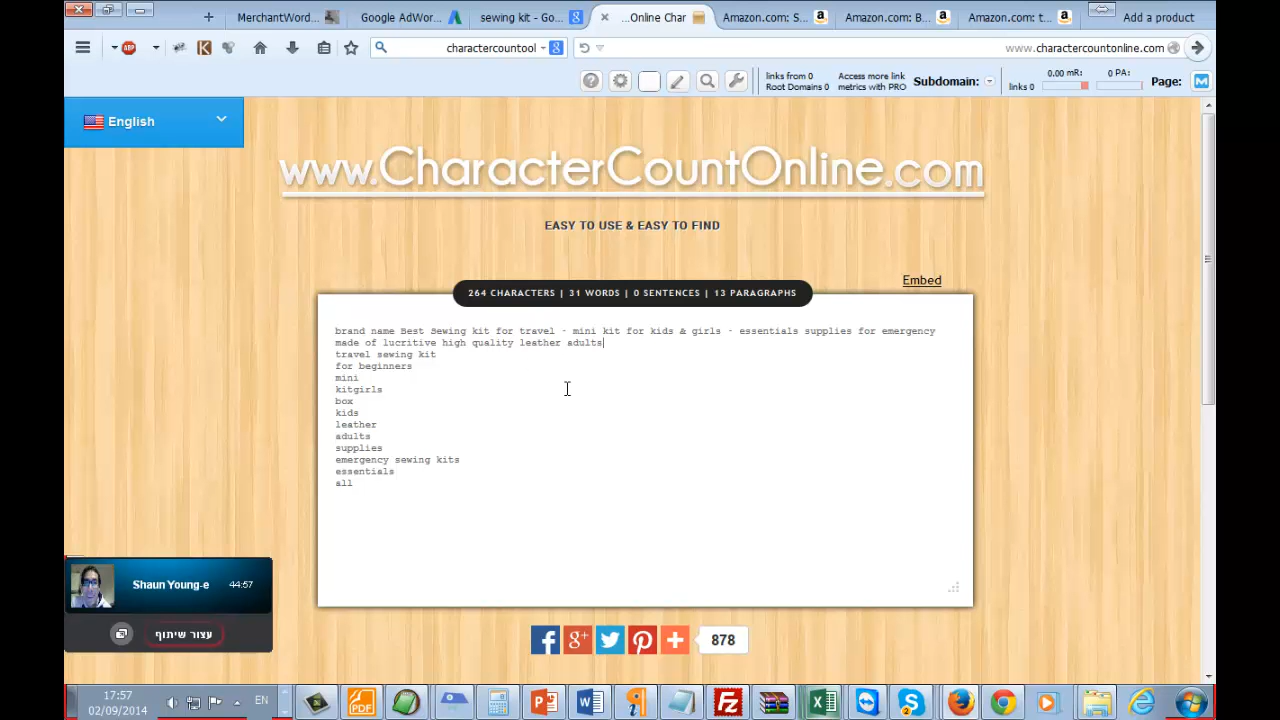 MerchantWord...
Google AdWor...
sewing kit - Go...
...Online Char
Amazon.com: S...
Amazon.com: B...
Amazon.com: t...
Add a product
ABP
K
charactercountool
www.charactercountonline.com
links from 0
Root Domains 0
Access more link
metrics with PRO
Subdomain:
0.00 mR:
links 0
0 PA:
Page:
English
www.CharacterCountOnline.com
EASY TO USE & EASY TO FIND
Embed
264 CHARACTERS | 31 WORDS | 0 SENTENCES | 13 PARAGRAPHS
brand name Best Sewing kit for travel - mini kit for kids & girls - essentials supplies for emergency
made of lucritive high quality leather adults
travel sewing kit
for beginners
mini
kitgirls
box
kids
leather
adults
supplies
emergency sewing kits
essentials
all
Shaun Young-e 44:57
עצור שיתוף
878
17:57
02/09/2014
EN
PDF